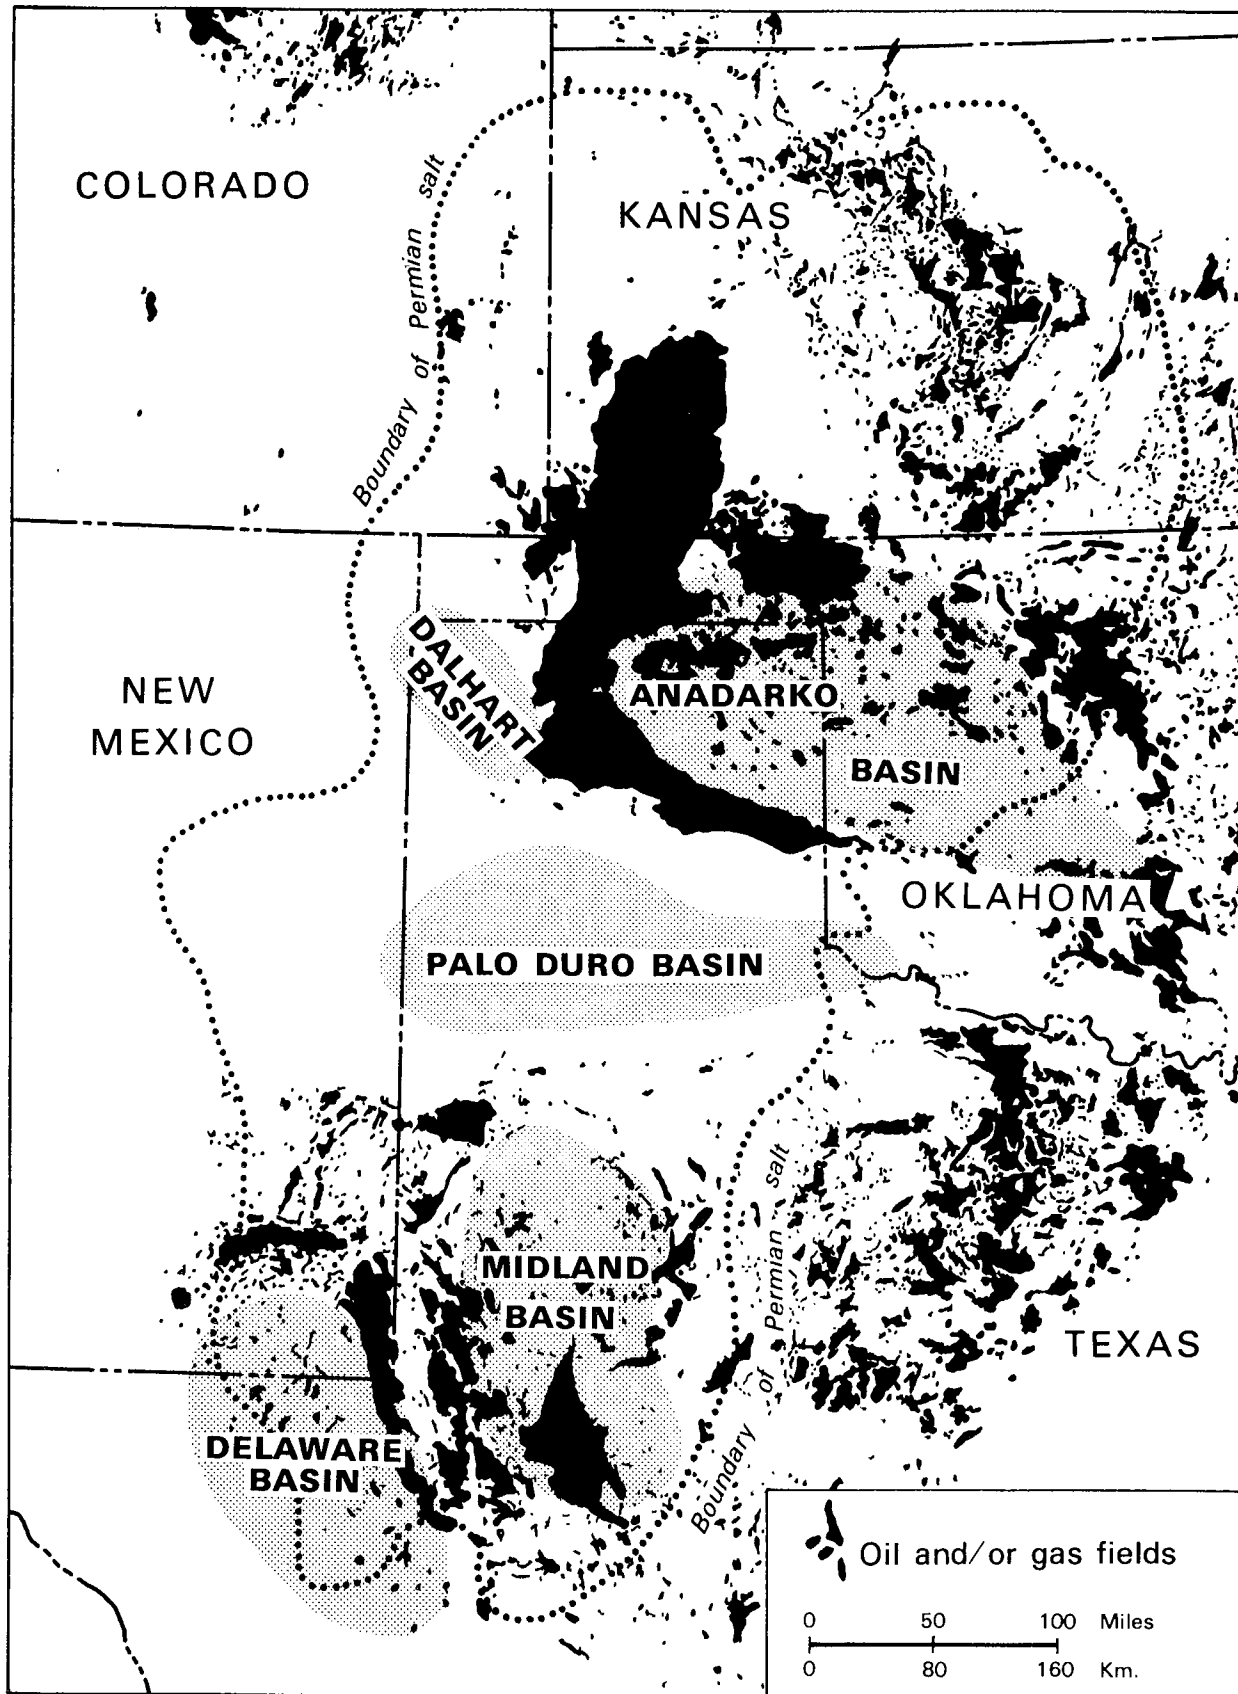 COLORADO
KANSAS
Boundary of Permian salt
NEW
MEXICO
DALHART
BASIN
ANADARKO
BASIN
OKLAHOMA
PALO DURO BASIN
MIDLAND
BASIN
TEXAS
DELAWARE
BASIN
Boundary of Permian salt
Oil and/or gas fields
0 50 100 Miles
0 80 160 Km.